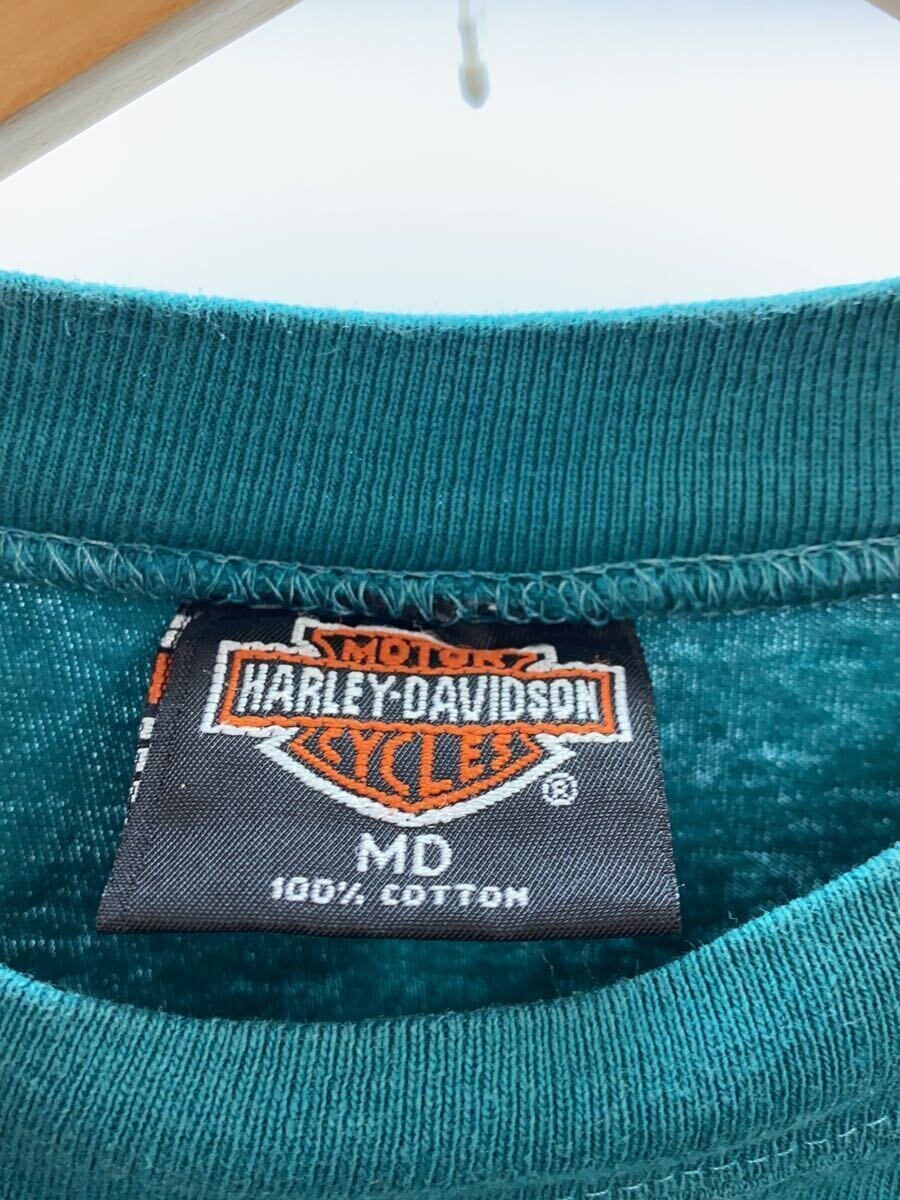 MOTOR
HARLEY-DAVIDSON
CYCLES
®
MD
100% COTTON